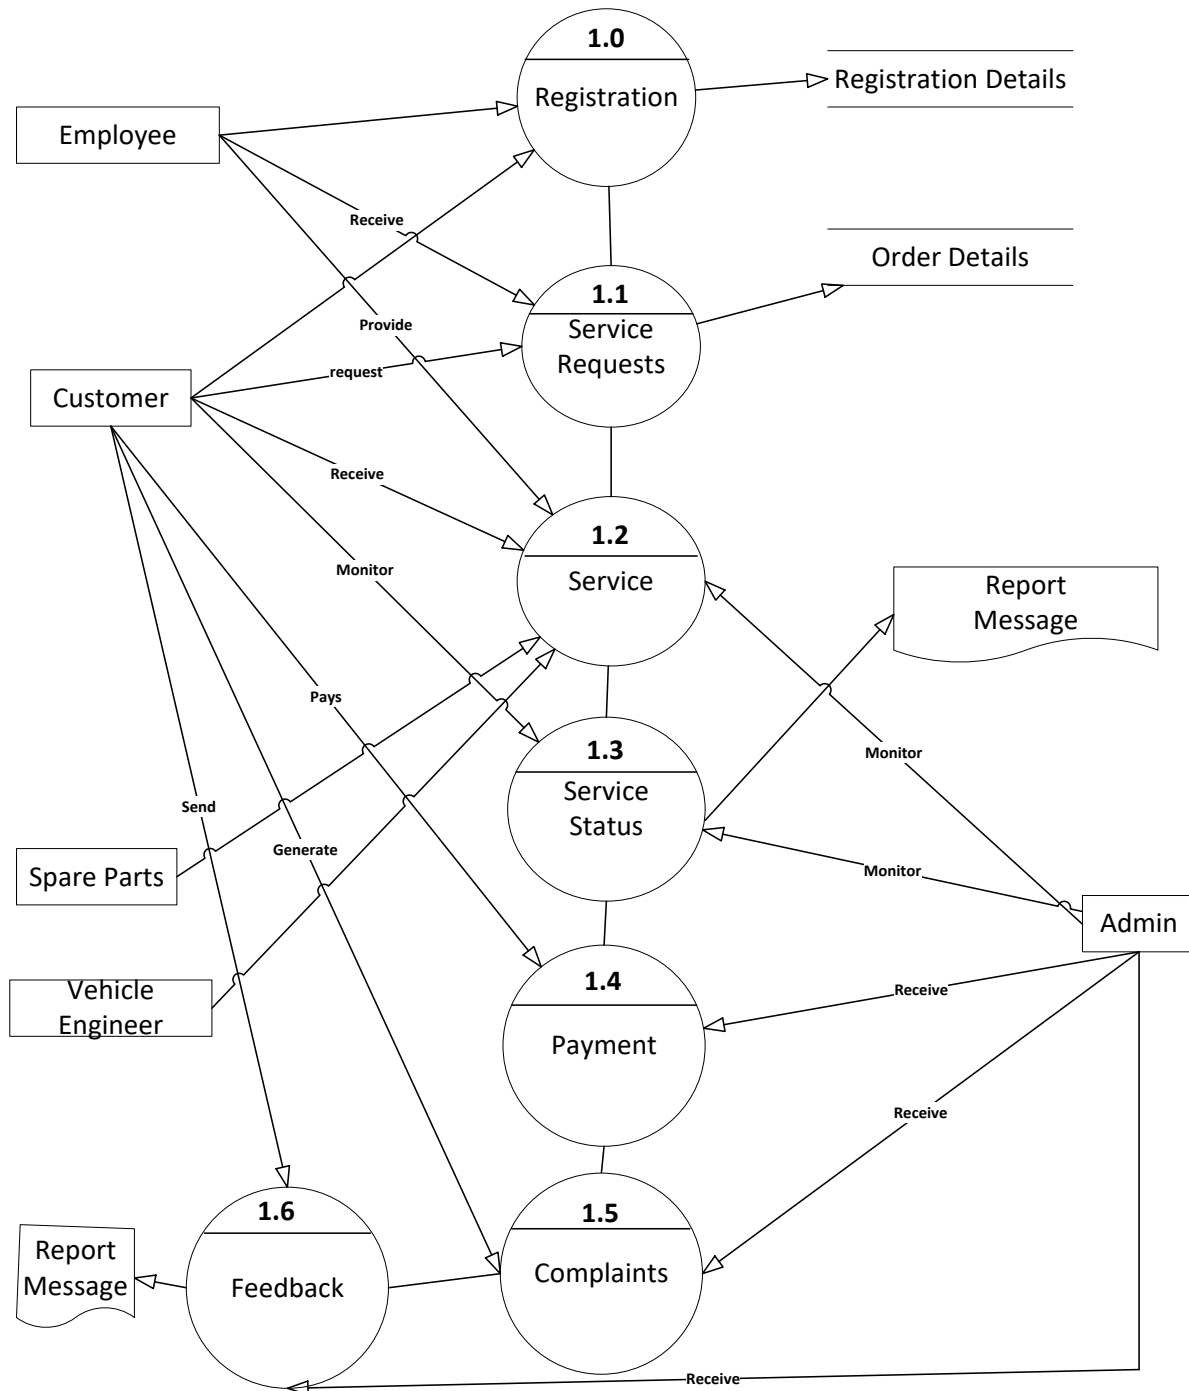 1.0
Registration
Registration Details
Employee
Receive
Order Details
1.1
Service
Requests
Provide
request
Customer
Receive
1.2
Service
Monitor
Report
Message
Pays
Monitor
1.3
Service
Status
Send
Generate
Spare Parts
Monitor
Admin
Vehicle
Engineer
1.4
Payment
Receive
Receive
1.6
Feedback
1.5
Complaints
Report
Message
Receive